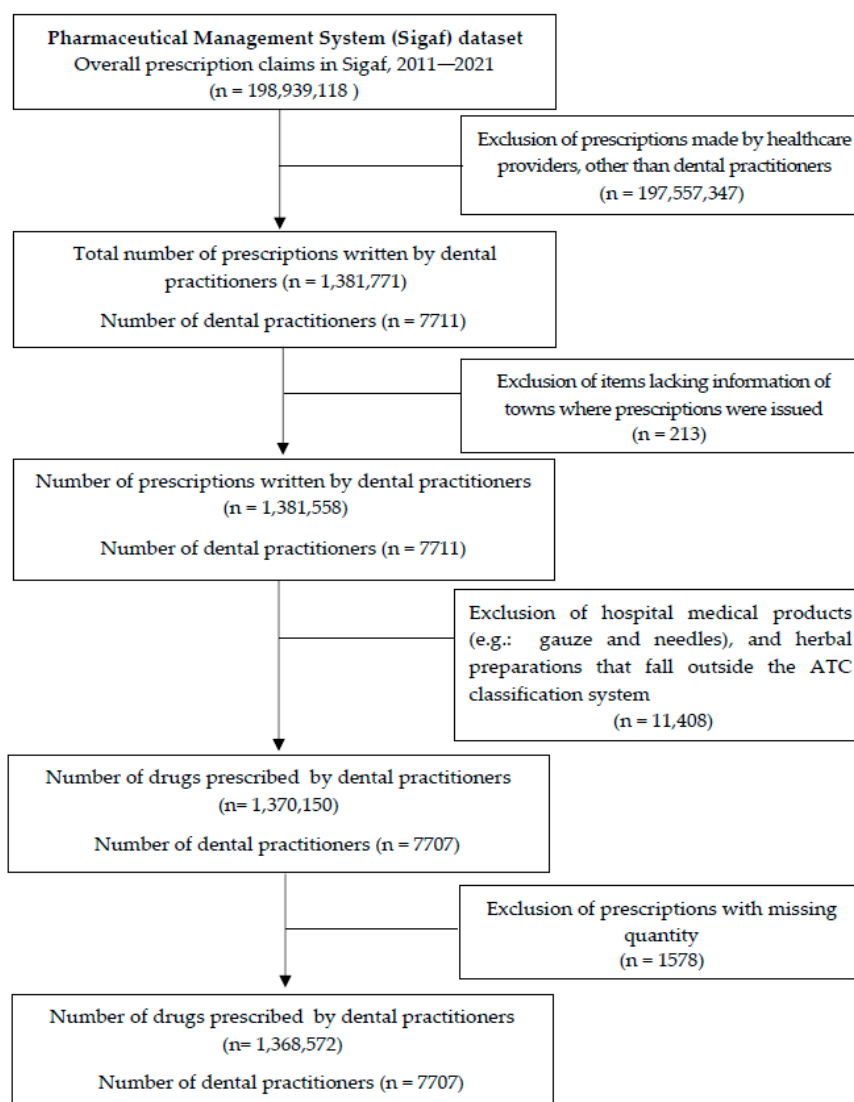 Pharmaceutical Management System (Sigaf) dataset
Overall prescription claims in Sigaf, 2011—2021
(n = 198,939,118 )
Exclusion of prescriptions made by healthcare
providers, other than dental practitioners
(n = 197,557,347)
Total number of prescriptions written by dental
practitioners (n = 1,381,771)
Number of dental practitioners (n = 7711)
Exclusion of items lacking information of
towns where prescriptions were issued
(n = 213)
Number of prescriptions written by dental practitioners
(n = 1,381,558)
Number of dental practitioners (n = 7711)
Exclusion of hospital medical products
(e.g.: gauze and needles), and herbal
preparations that fall outside the ATC
classification system
(n = 11,408)
Number of drugs prescribed by dental practitioners
(n= 1,370,150)
Number of dental practitioners (n = 7707)
Exclusion of prescriptions with missing
quantity
(n = 1578)
Number of drugs prescribed by dental practitioners
(n= 1,368,572)
Number of dental practitioners (n = 7707)